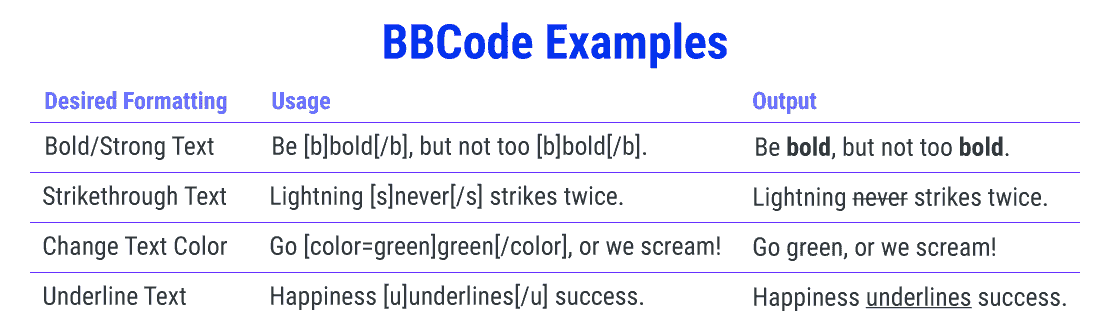 BBCode Examples
Desired Formatting Usage Output
Bold/Strong Text Be [b]bold[/b], but not too [b]bold[/b]. Be bold, but not too bold.
Strikethrough Text Lightning [s]never[/s] strikes twice. Lightning never strikes twice.
Change Text Color Go [color=green]green[/color], or we scream! Go green, or we scream!
Underline Text Happiness [u]underlines[/u] success. Happiness underlines success.